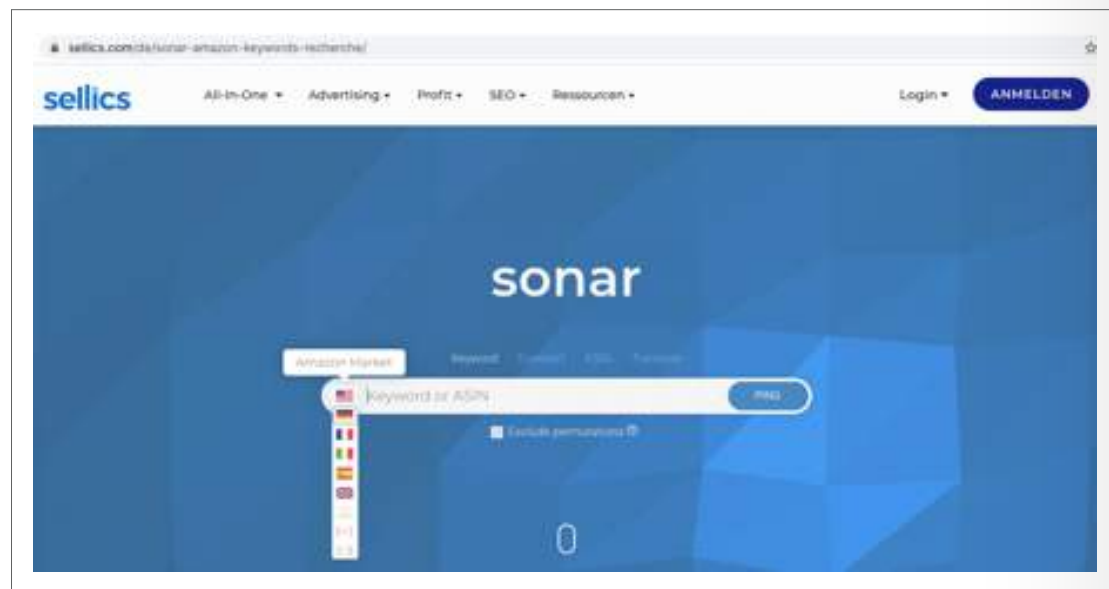 sellics.com/de/sonar-amazon-keywords-recherche/
sellics All-In-One Advertising Profit SEO Ressourcen Login ANMELDEN
sonar
Amazon Market
Keyword
Keyword or ASIN PING
Exclude permutations